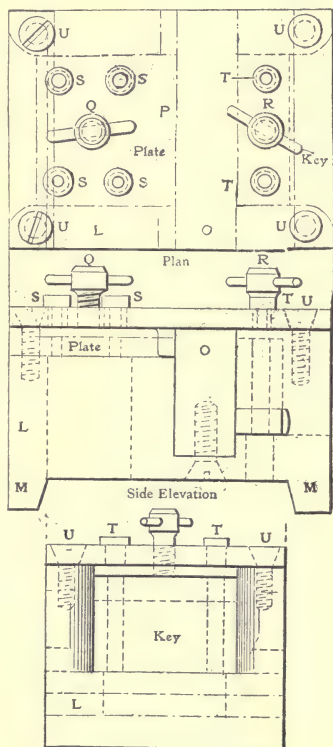 U U
S S T
Q P R
Plate Key
S S T
U L O U
Plan
Q R
S S T U
Plate O
L
M Side Elevation M
U T T U
Key
L